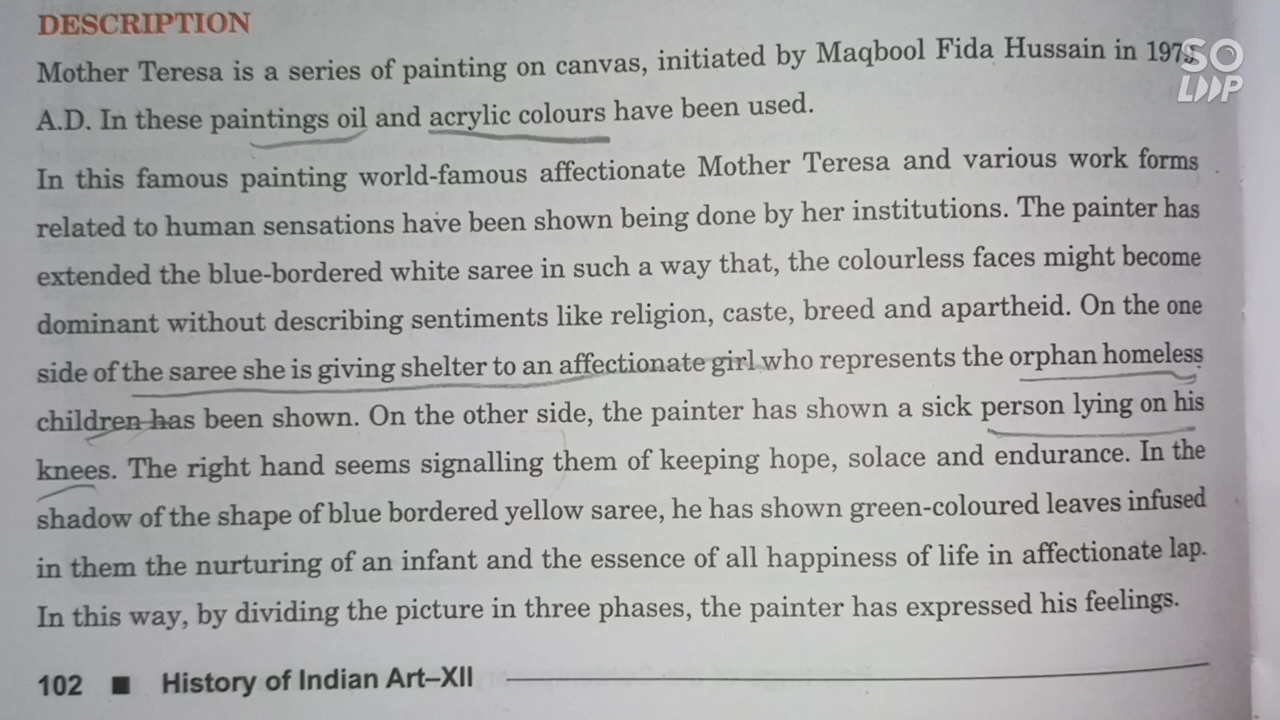 DESCRIPTION
Mother Teresa is a series of painting on canvas, initiated by Maqbool Fida Hussain in
A.D. In these paintings oil and acrylic colours have been used.
In this famous painting world-famous affectionate Mother Teresa and various work forms
related to human sensations have been shown being done by her institutions. The painter has
extended the blue-bordered white saree in such a way that, the colourless faces might become
dominant without describing sentiments like religion, caste, breed and apartheid. On the one
side of the saree she is giving shelter to an affectionate girl who represents the orphan homeless
children has been shown. On the other side, the painter has shown a sick person lying on his
knees. The right hand seems signalling them of keeping hope, solace and endurance. In the
shadow of the shape of blue bordered yellow saree, he has shown green-coloured leaves infused
in them the nurturing of an infant and the essence of all happiness of life in affectionate lap.
In this way, by dividing the picture in three phases, the painter has expressed his feelings.
102 ■ History of Indian Art–XII
SO
LOOP